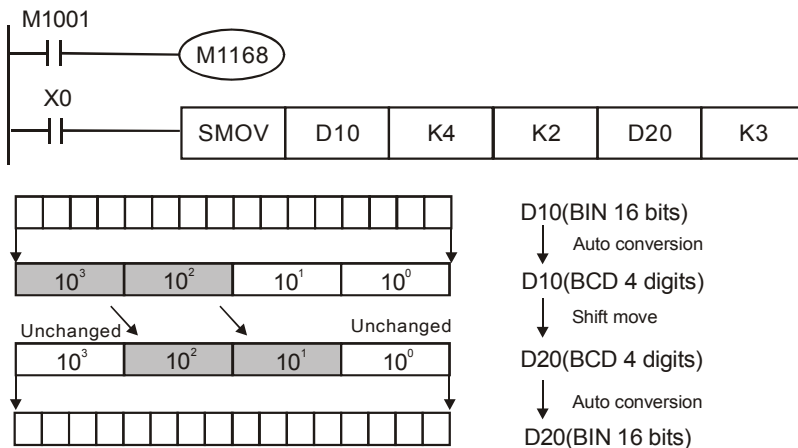 M1001
M1168
X0
SMOV D10 K4 K2 D20 K3
D10(BIN 16 bits)
Auto conversion
10³ 10² 10¹ 10⁰
D10(BCD 4 digits)
Shift move
Unchanged Unchanged
10³ 10² 10¹ 10⁰
D20(BCD 4 digits)
Auto conversion
D20(BIN 16 bits)